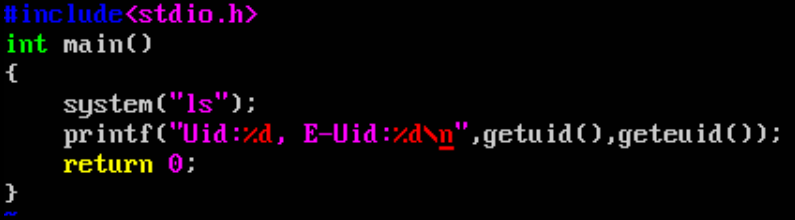 #include<stdio.h>
int main()
{
    system("ls");
    printf("Uid:%d, E-Uid:%d\n",getuid(),geteuid());
    return 0;
}
~